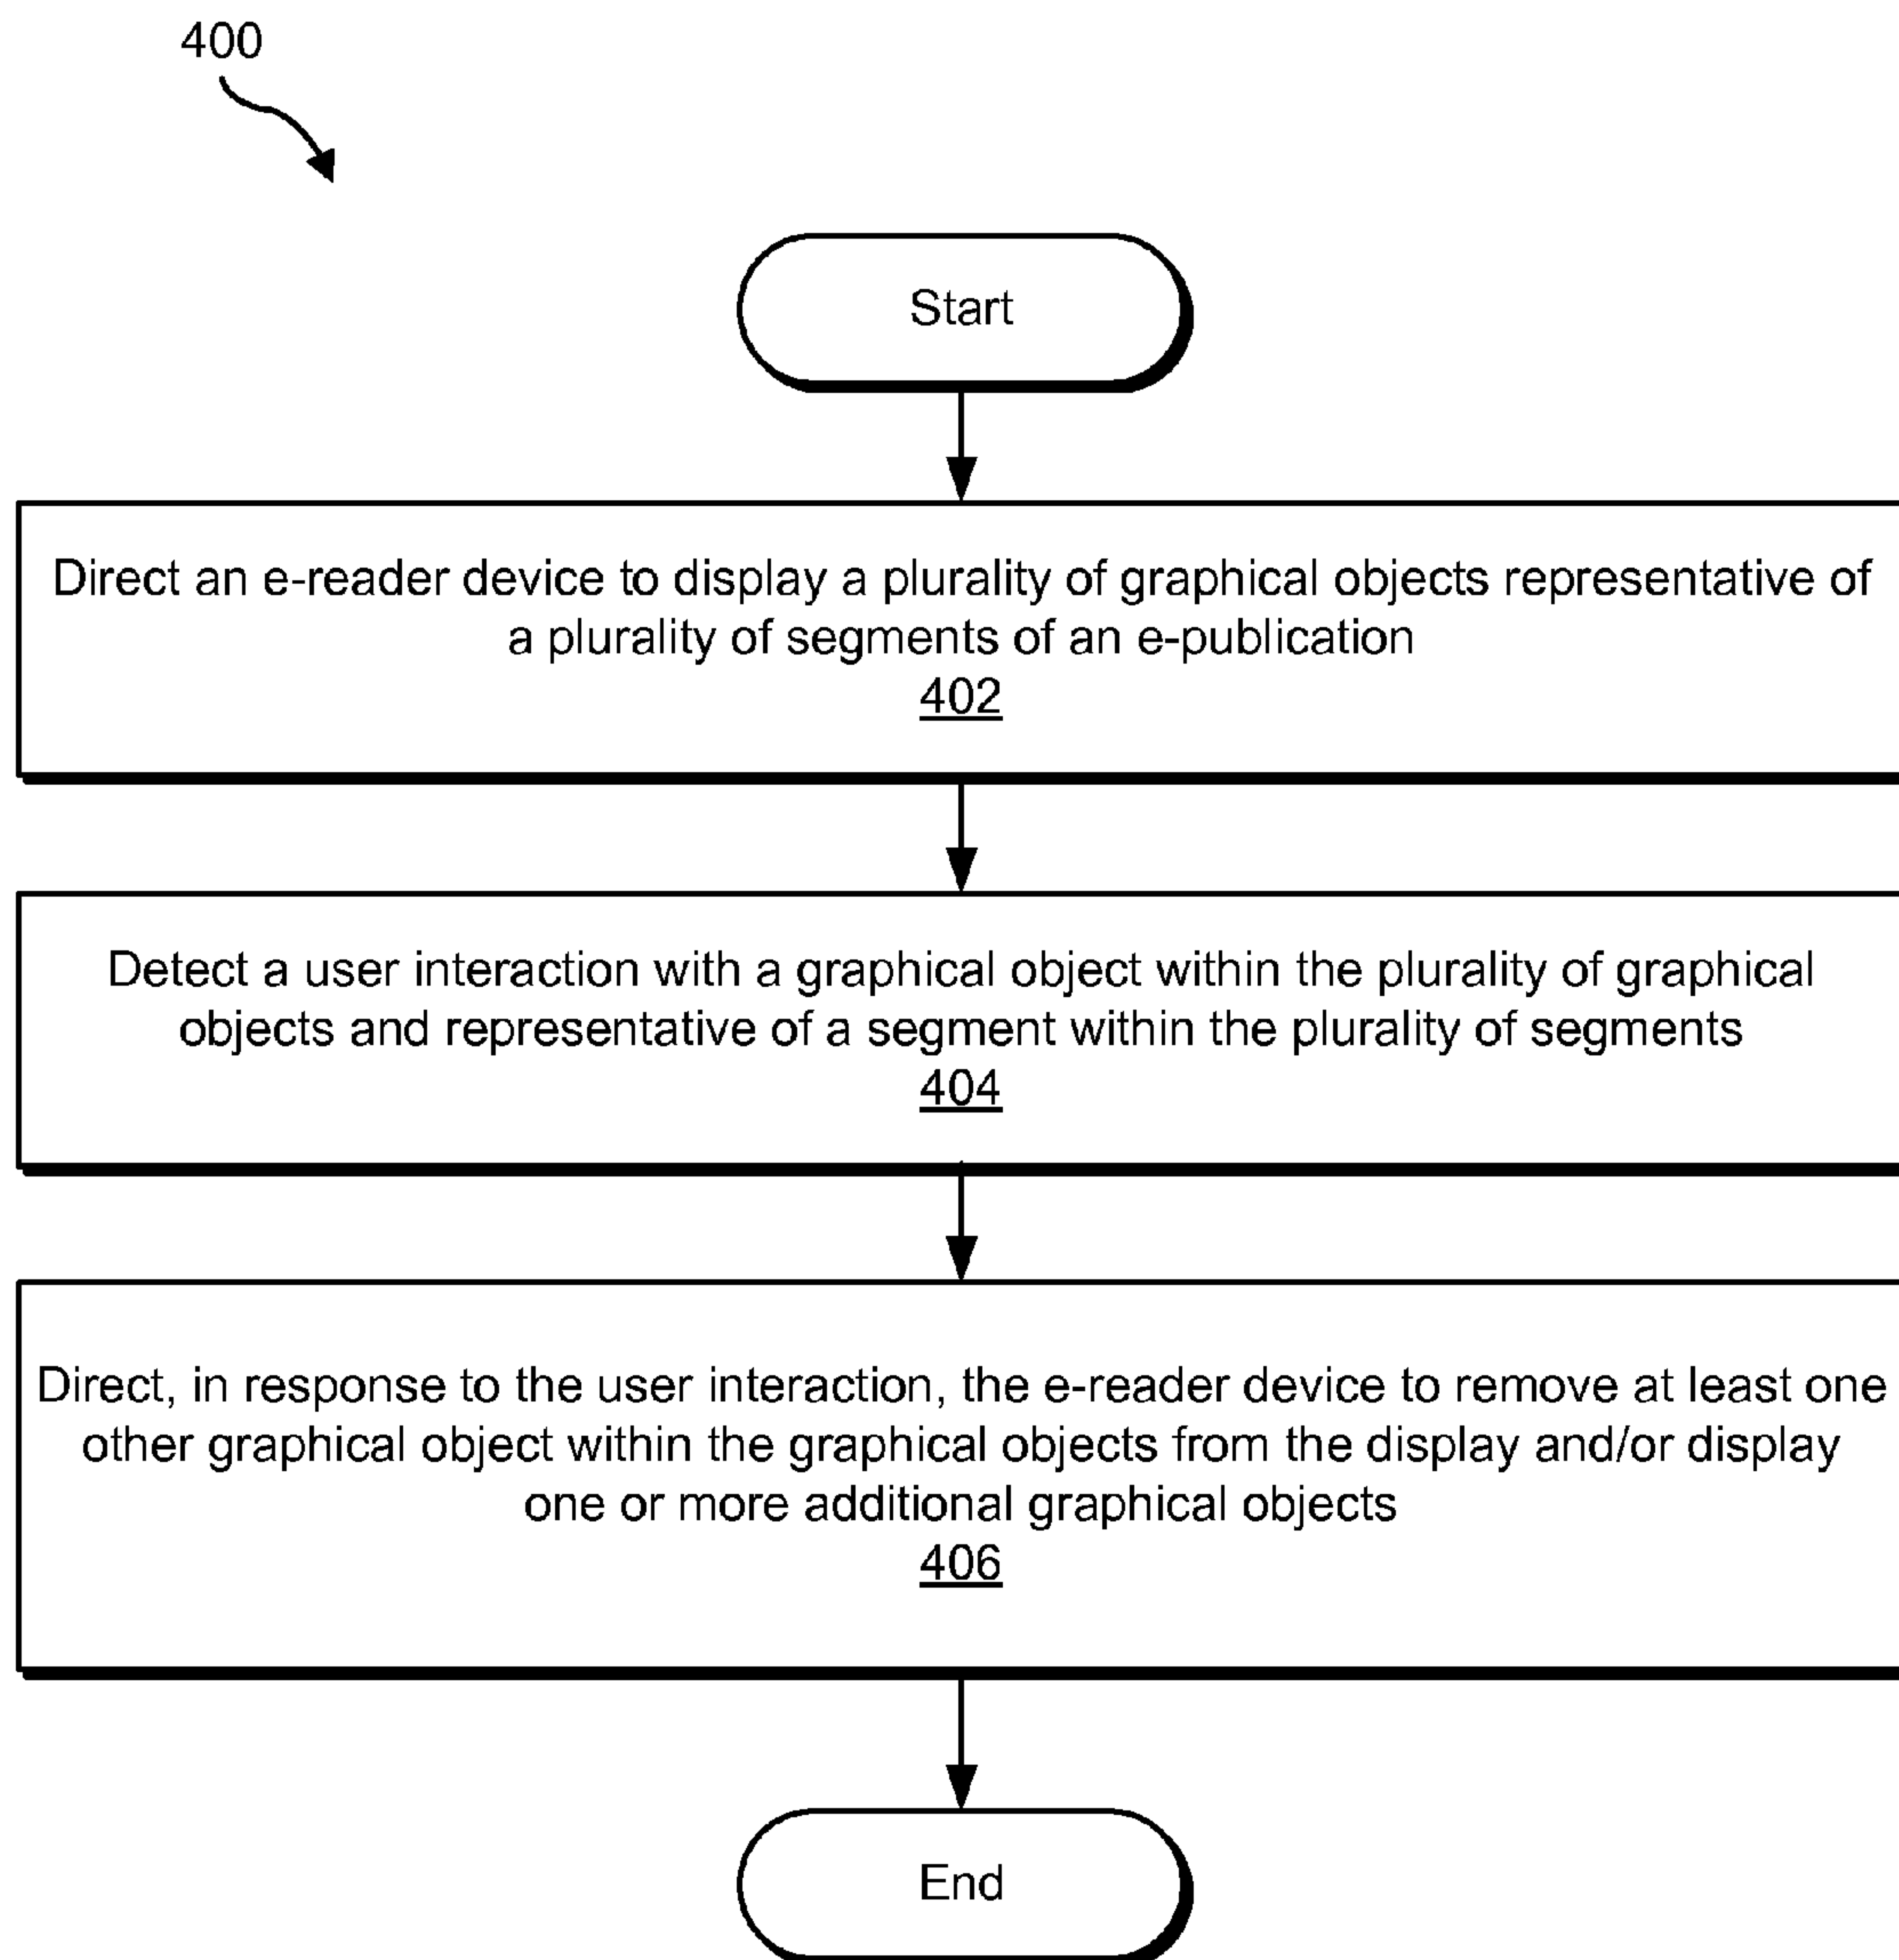 400
Start
Direct an e-reader device to display a plurality of graphical objects representative of
a plurality of segments of an e-publication
402
Detect a user interaction with a graphical object within the plurality of graphical
objects and representative of a segment within the plurality of segments
404
Direct, in response to the user interaction, the e-reader device to remove at least one
other graphical object within the graphical objects from the display and/or display
one or more additional graphical objects
406
End